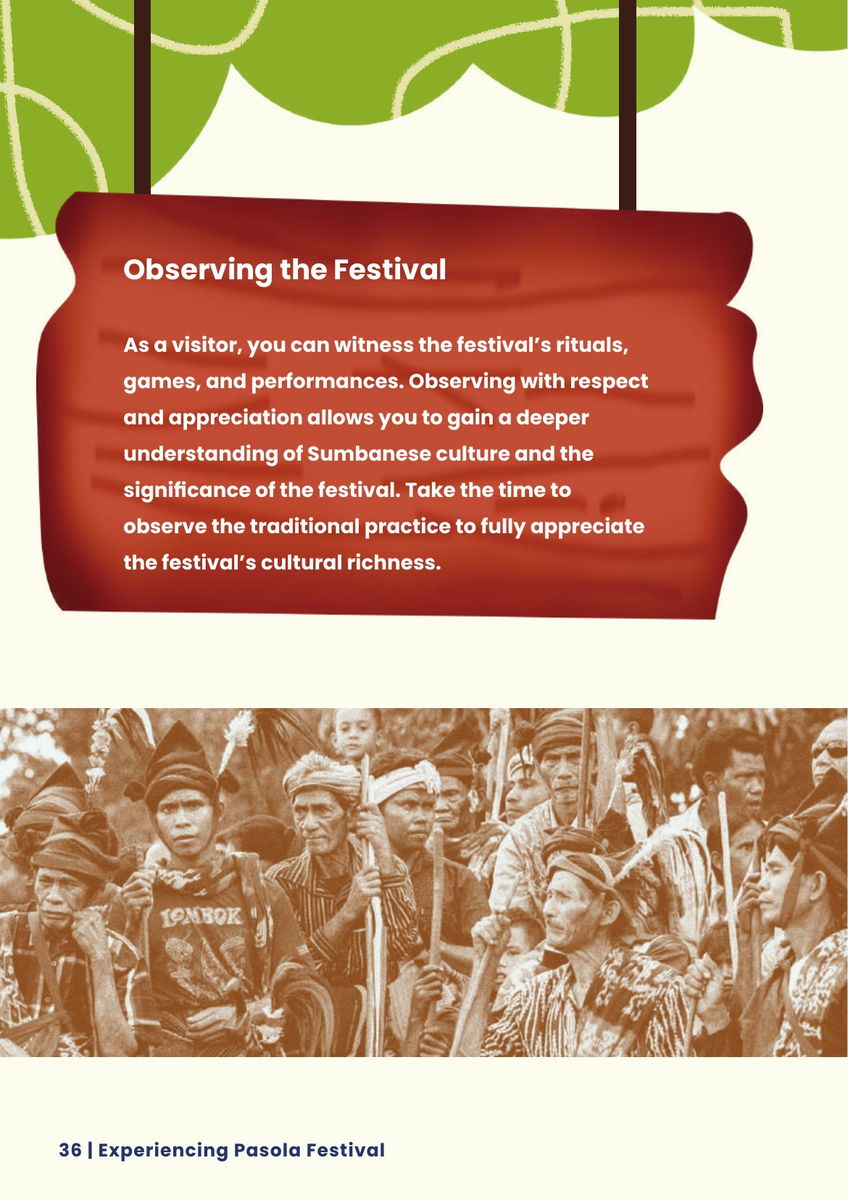 Observing the Festival
As a visitor, you can witness the festival’s rituals,
games, and performances. Observing with respect
and appreciation allows you to gain a deeper
understanding of Sumbanese culture and the
significance of the festival. Take the time to
observe the traditional practice to fully appreciate
the festival’s cultural richness.
LOMBOK
36 | Experiencing Pasola Festival